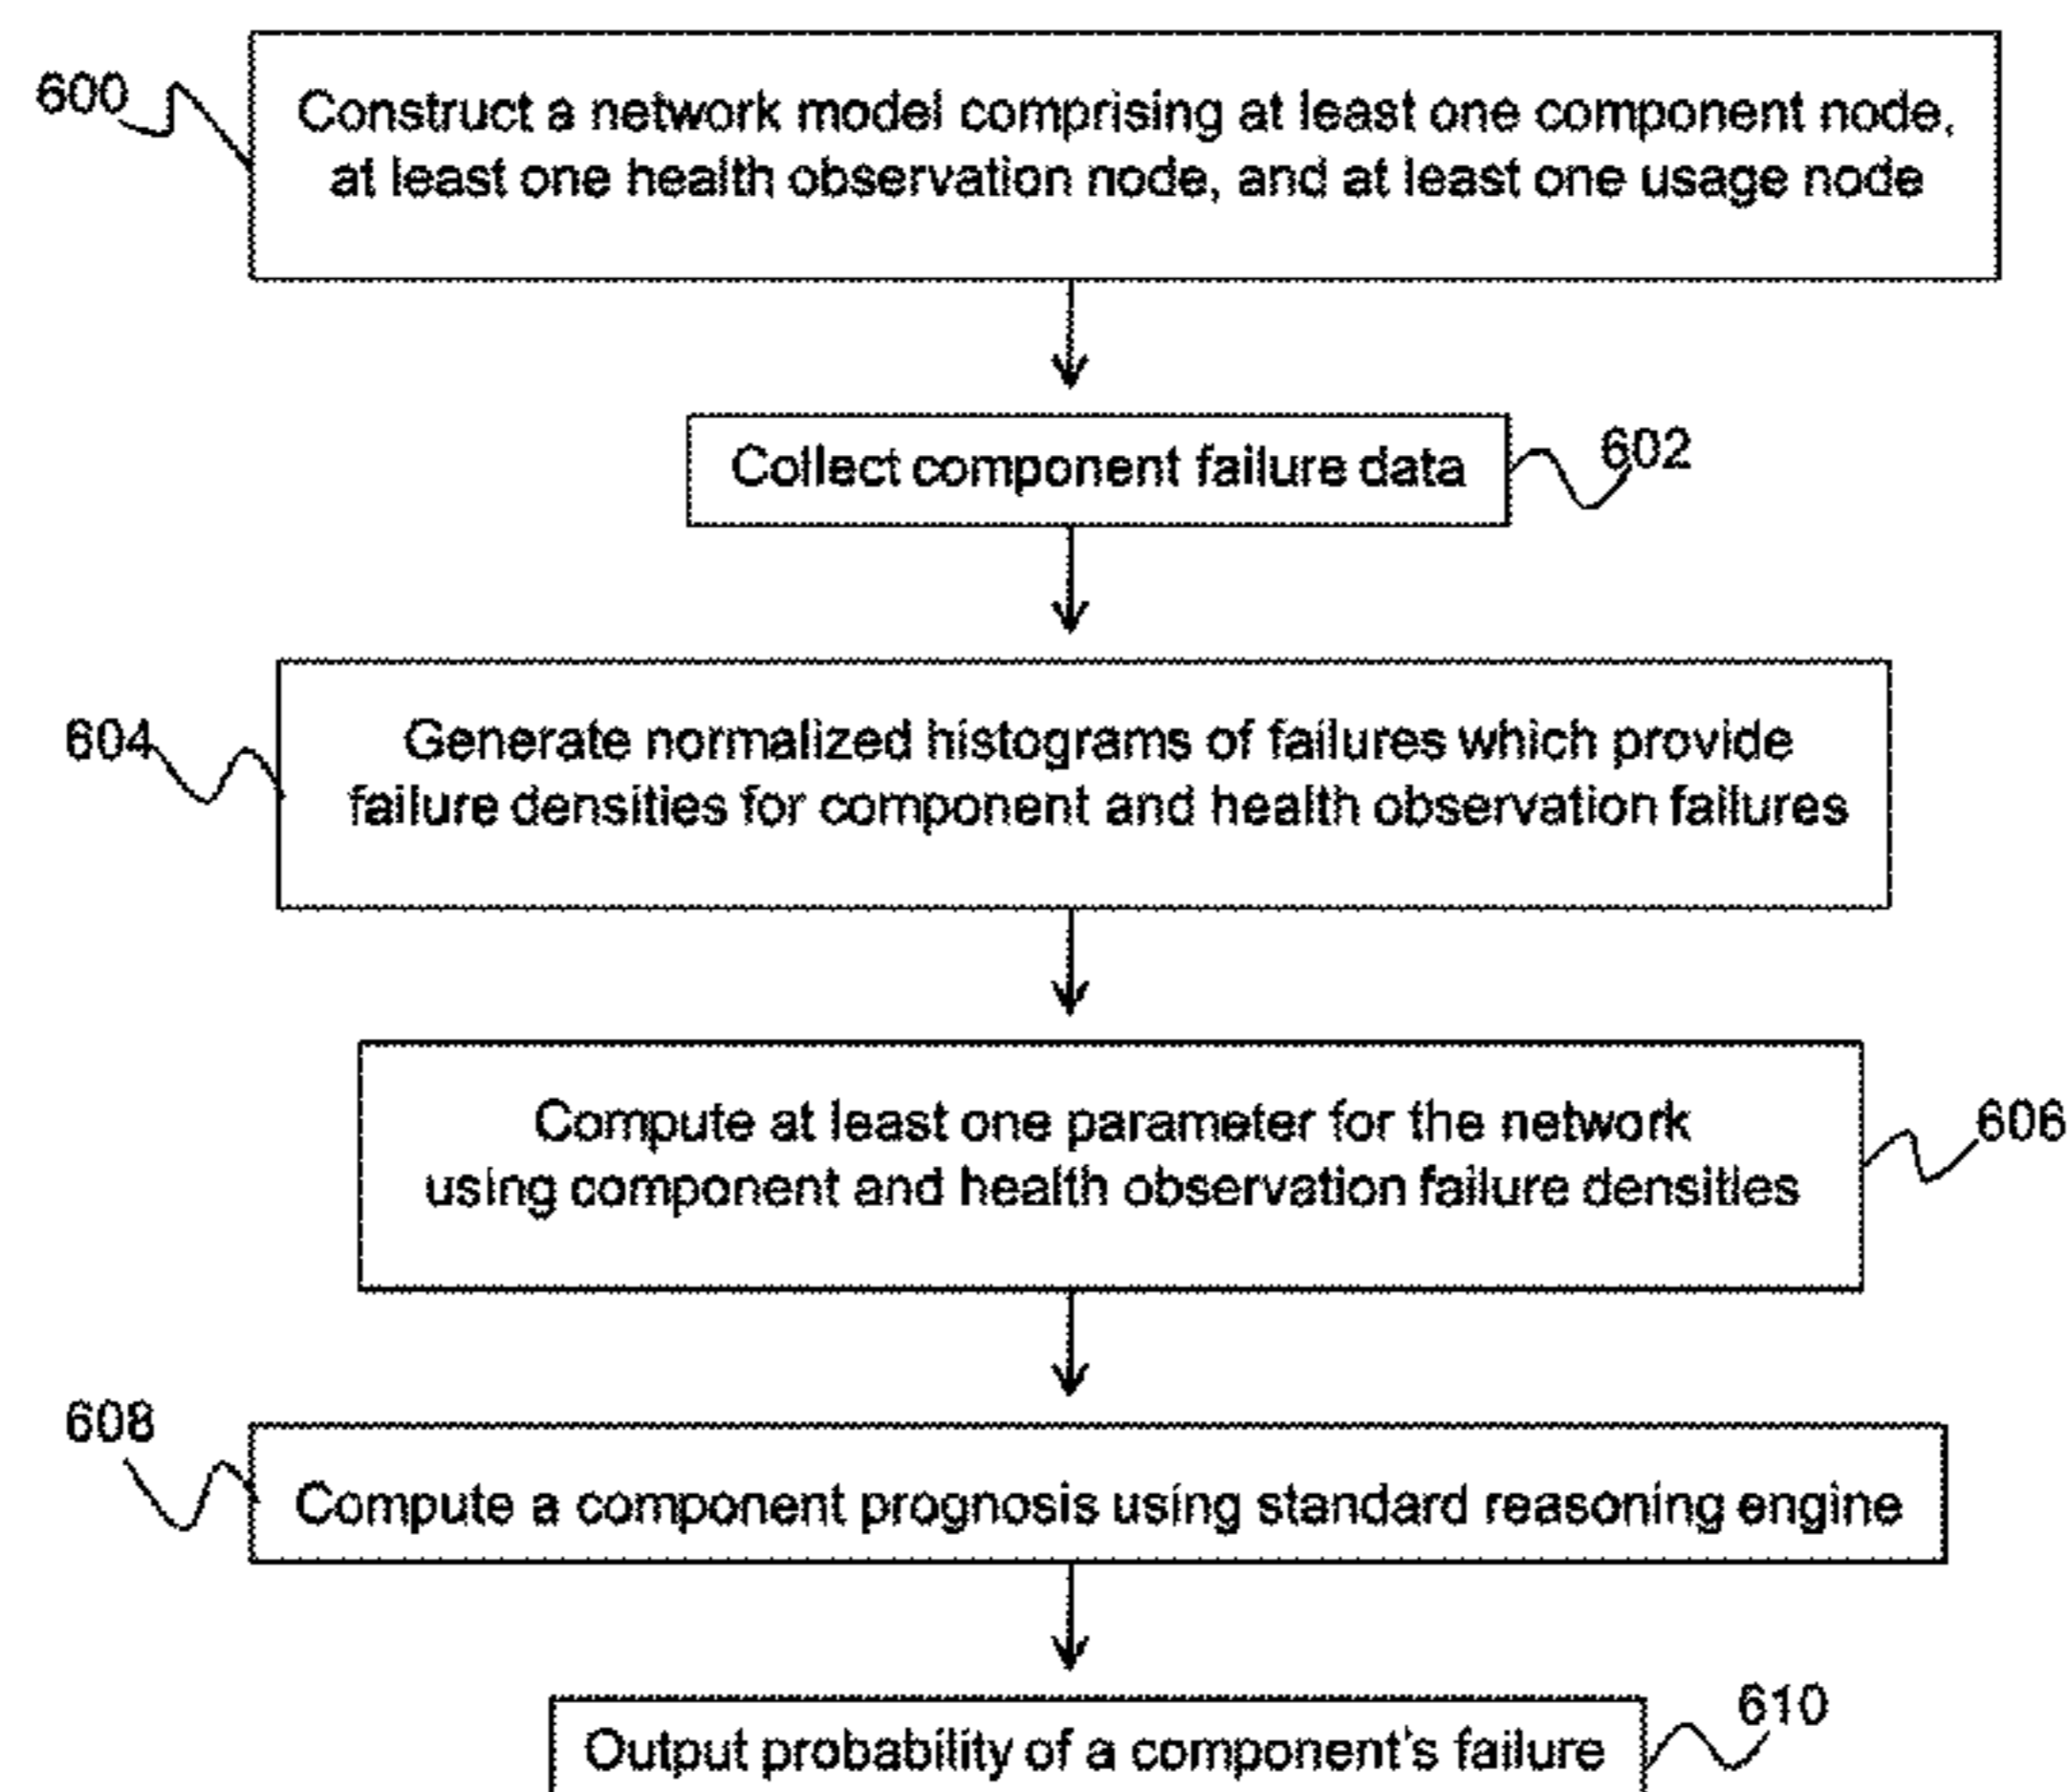 600
Construct a network model comprising at least one component node,
at least one health observation node, and at least one usage node
Collect component failure data
602
604
Generate normalized histograms of failures which provide
failure densities for component and health observation failures
Compute at least one parameter for the network
using component and health observation failure densities
606
608
Compute a component prognosis using standard reasoning engine
610
Output probability of a component's failure